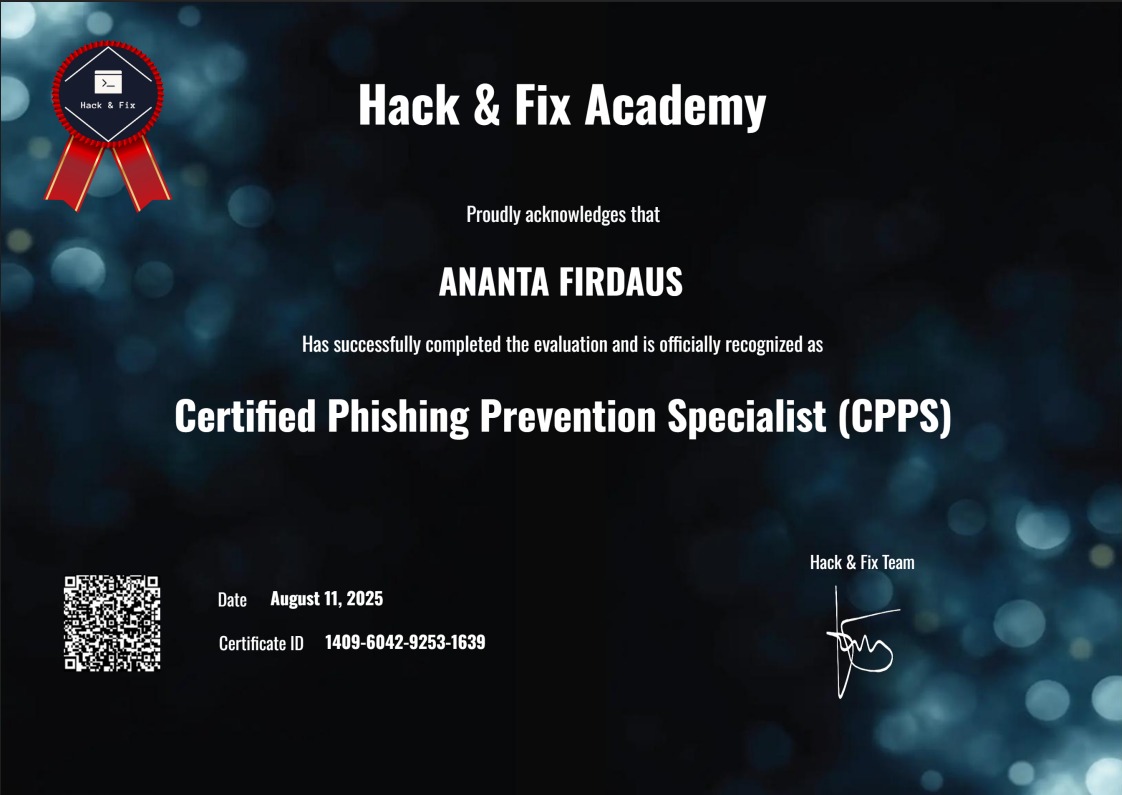 Hack & Fix
Hack & Fix Academy
Proudly acknowledges that
ANANTA FIRDAUS
Has successfully completed the evaluation and is officially recognized as
Certified Phishing Prevention Specialist (CPPS)
Hack & Fix Team
Date August 11, 2025
Certificate ID 1409-6042-9253-1639